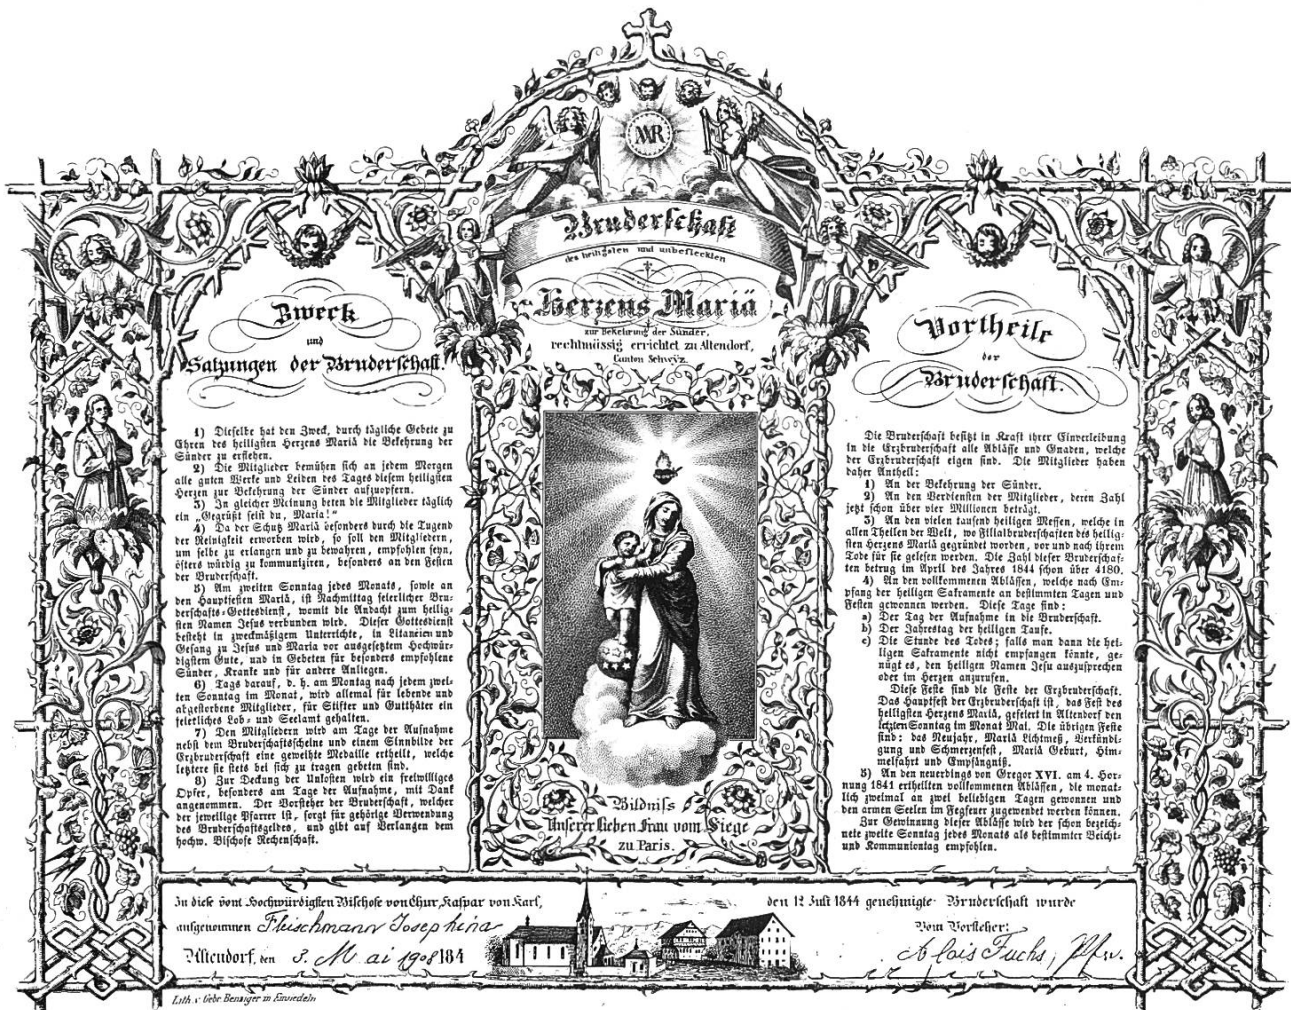 MR
Bruderschaft
des heiligsten und unbefleckten
Herzens Mariä
zur Bekehrung der Sünder,
rechtmässig errichtet zu Altendorf,
Canton Schwÿz.
Zweck
und
Satzungen der Bruderschaft.
1) Dieselbe hat den Zweck, durch tägliche Gebete zu
Ehren des heiligsten Herzens Mariä die Bekehrung der
Sünder zu erflehen.
2) Die Mitglieder bemühen sich an jedem Morgen
alle guten Werke und Leiden des Tages diesem heiligsten
Herzen zur Bekehrung der Sünder aufzuopfern.
3) In gleicher Meinung beten die Mitglieder täglich
ein „Gegrüßt seist du, Maria!"
4) Da der Schutz Mariä besonders durch die Tugend
der Reinigkeit erworben wird, so soll den Mitgliedern,
um selbe zu erlangen und zu bewahren, empfohlen seyn,
öfters würdig zu kommuniziren, besonders an den Festen
der Bruderschaft.
5) Am zweiten Sonntag jedes Monats, sowie an
den Hauptfesten Mariä, ist Nachmittag feierlicher Bru-
derschafts-Gottesdienst, womit die Andacht zum heilig-
sten Namen Jesus verbunden wird. Dieser Gottesdienst
besteht in zweckmäßigem Unterrichte, in Litaneien und
Gesang zu Jesus und Maria vor ausgesetztem Hochwür-
digstem Gute, und in Gebeten für besonders empfohlene
Sünder, Kranke und für andere Anliegen.
6) Tags darauf, d. h. am Montag nach jedem zwei-
ten Sonntag im Monat, wird allemal für lebende und
abgestorbene Mitglieder, für Stifter und Gutthäter ein
feierliches Lob- und Seelamt gehalten.
7) Den Mitgliedern wird am Tage der Aufnahme
nebst dem Bruderschaftsscheine und einem Sinnbilde der
Erzbruderschaft eine geweihte Medaille ertheilt, welche
letztere sie stets bei sich zu tragen gebeten sind.
8) Zur Deckung der Unkosten wird ein freiwilliges
Opfer, besonders am Tage der Aufnahme, mit Dank
angenommen. Der Vorsteher der Bruderschaft, welcher
der jeweilige Pfarrer ist, sorgt für gehörige Verwendung
des Bruderschaftsgeldes, und gibt auf Verlangen dem
hochw. Bischofe Rechenschaft.
Bildniss
Unserer lieben Frau vom Siege
zu Paris.
Vortheile
der
Bruderschaft.
Die Bruderschaft besitzt in Kraft ihrer Einverleibung
in die Erzbruderschaft alle Ablässe und Gnaden, welche
der Erzbruderschaft eigen sind. Die Mitglieder haben
daher Antheil:
1) An der Bekehrung der Sünder.
2) An den Verdiensten der Mitglieder, deren Zahl
jetzt schon über vier Millionen beträgt.
3) An den vielen tausend heiligen Messen, welche in
allen Theilen der Welt, wo Filialbruderschaften des heilig-
sten Herzens Mariä gegründet worden, vor und nach ihrem
Tode für sie gelesen werden. Die Zahl dieser Bruderschaf-
ten betrug im April des Jahres 1844 schon über 4180.
4) An den vollkommenen Ablässen, welche nach Em-
pfang der heiligen Sakramente an bestimmten Tagen und
Festen gewonnen werden. Diese Tage sind:
a) Der Tag der Aufnahme in die Bruderschaft.
b) Der Jahrestag der heiligen Taufe.
c) Die Stunde des Todes; falls man dann die hei-
ligen Sakramente nicht empfangen könnte, ge-
nügt es, den heiligen Namen Jesu auszusprechen
oder im Herzen anzurufen.
Diese Feste sind die Feste der Erzbruderschaft.
Das Hauptfest der Erzbruderschaft ist, das Fest des
heiligsten Herzens Mariä, gefeiert in Altendorf den
letzten Sonntag im Monat Mai. Die übrigen Feste
sind: das Neujahr, Mariä Lichtmeß, Verkündi-
gung und Schmerzenfest, Mariä Geburt, Him-
melfahrt und Empfängniß.
5) An den neuerdings von Gregor XVI. am 4. Hor-
nung 1841 ertheilten vollkommenen Ablässen, die monat-
lich zweimal an zwei beliebigen Tagen gewonnen und
den armen Seelen im Fegfeuer zugewendet werden können.
Zur Gewinnung dieser Ablässe wird der schon bezeich-
nete zweite Sonntag jedes Monats als bestimmter Beicht-
und Kommuniontag empfohlen.
In diese vom Hochwürdigsten Bischofe von Chur, Kaspar von Karl, den 12 Juli 1844 genehmigte Bruderschaft wurde
aufgenommen Fleischmann Josephina Vom Vorsteher:
Altendorf, den 3. Mai 1908 184 Alois Fuchs, Pfr.
Lith. v. Gebr. Benziger in Einsiedeln